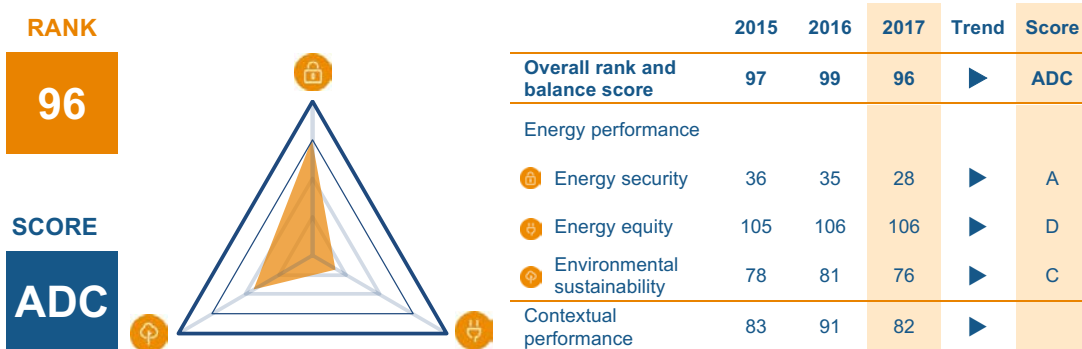 RANK
96
SCORE
ADC
2015 2016 2017 Trend Score
Overall rank and
balance score 97 99 96 ADC
Energy performance
Energy security 36 35 28 A
Energy equity 105 106 106 D
Environmental
sustainability 78 81 76 C
Contextual
performance 83 91 82